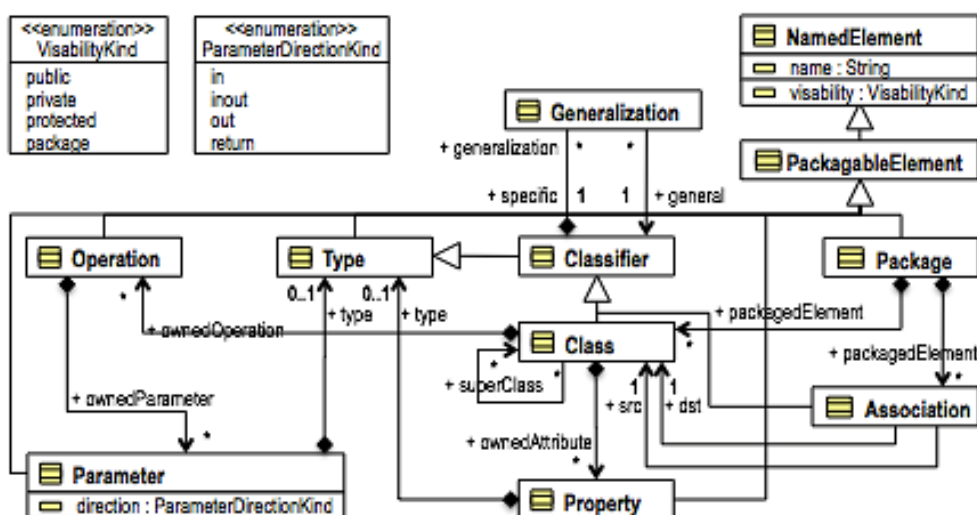 <<enumeration>>
VisabilityKind
public
private
protected
package
<<enumeration>>
ParameterDirectionKind
in
inout
out
return
NamedElement
name : String
visability : VisabilityKind
Generalization
+ generalization
*
*
PackagableElement
+ specific
1
1
+ general
Operation
Type
Classifier
Package
*
0..1
0..1
+ type
+ type
+ packagedElement
+ ownedOperation
Class
*
*
*
+ superClass
+ packagedElement
*
1
1
+ ownedParameter
*
+ src
+ dst
Association
+ ownedAttribute
*
Parameter
direction : ParameterDirectionKind
Property